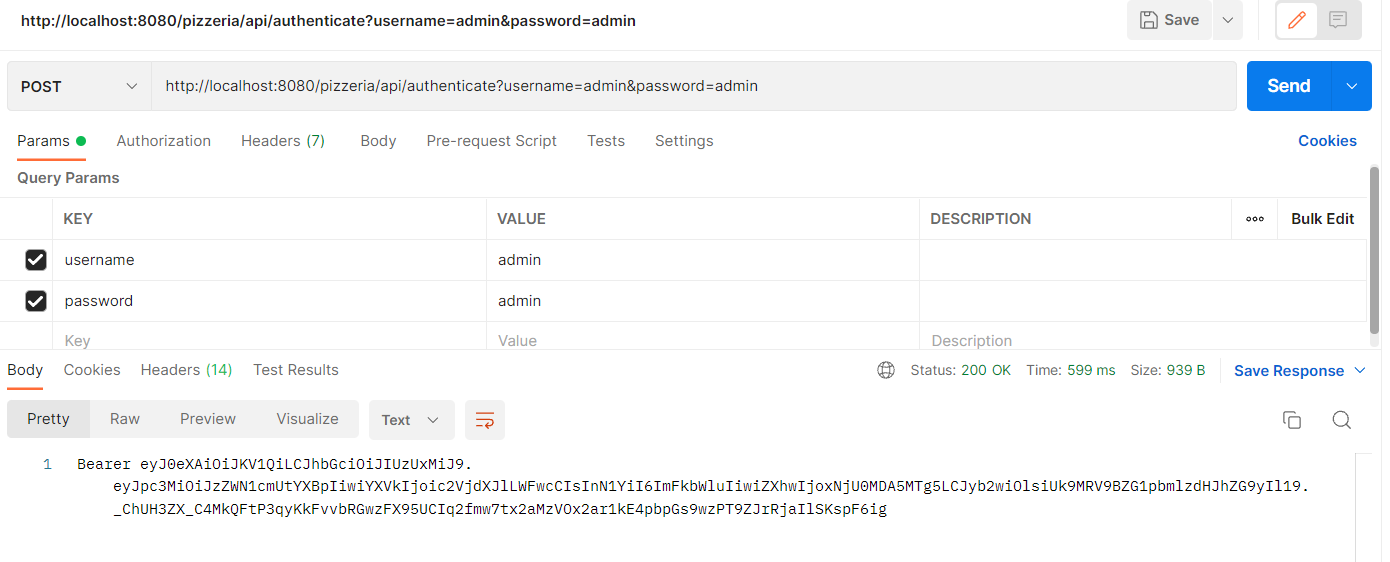 http://localhost:8080/pizzeria/api/authenticate?username=admin&password=admin
Save
POST
http://localhost:8080/pizzeria/api/authenticate?username=admin&password=admin
Send
Params Authorization Headers (7) Body Pre-request Script Tests Settings Cookies
Query Params
KEY VALUE DESCRIPTION ooo Bulk Edit
username admin
password admin
Key Value Description
Body Cookies Headers (14) Test Results Status: 200 OK Time: 599 ms Size: 939 B Save Response
Pretty Raw Preview Visualize Text
1 Bearer eyJ0eXAiOiJKV1QiLCJhbGciOiJIUzUxMiJ9.
eyJpc3MiOiJzZWN1cmUtYXBpIiwiYXVkIjoic2VjdXJlLWFwcCIsInN1YiI6ImFkbWluIiwiZXhwIjoxNjU0MDA5MTg5LCJyb2wiOlsiUk9MRV9BZG1pbmlzdHJhZG9yIl19.
_ChUH3ZX_C4MkQFtP3qyKkFvvbRGwzFX95UCIq2fmw7tx2aMzVOx2ar1kE4pbpGs9wzPT9ZJrRjaIlSKspF6ig